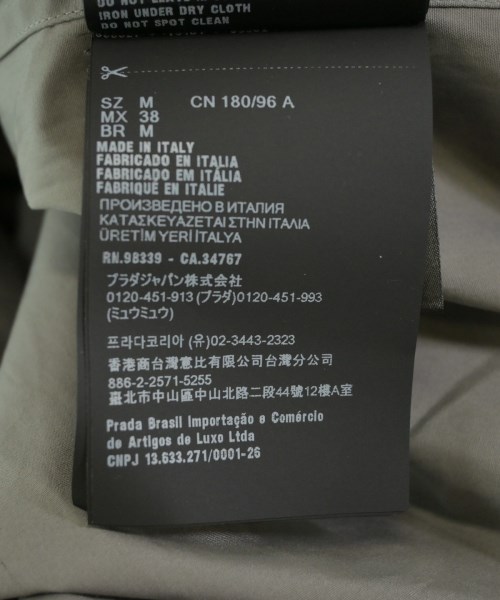 IRON UNDER DRY CLOTH
DO NOT SPOT CLEAN
SZ M CN 180/96 A
MX 38
BR M
MADE IN ITALY
FABRICADO EN ITALIA
FABRICADO EM ITÁLIA
FABRIQUÉ EN ITALIE
ПРОИЗВЕДЕНО В ИТАЛИЯ
ΚΑΤΑΣΚΕΥΑΖΕΤΑΙ ΣΤΗΝ ΙΤΑΛΙΑ
ÜRETİM YERİ İTALYA
RN.98339 - CA.34767
プラダジャパン株式会社
0120-451-913 (プラダ) 0120-451-993
(ミュウミュウ)
프라다코리아 (유)02-3443-2323
香港商台灣意比有限公司台灣分公司
886-2-2571-5255
臺北市中山區中山北路二段44號12樓A室
Prada Brasil Importação e Comércio
de Artigos de Luxo Ltda
CNPJ 13.633.271/0001-26